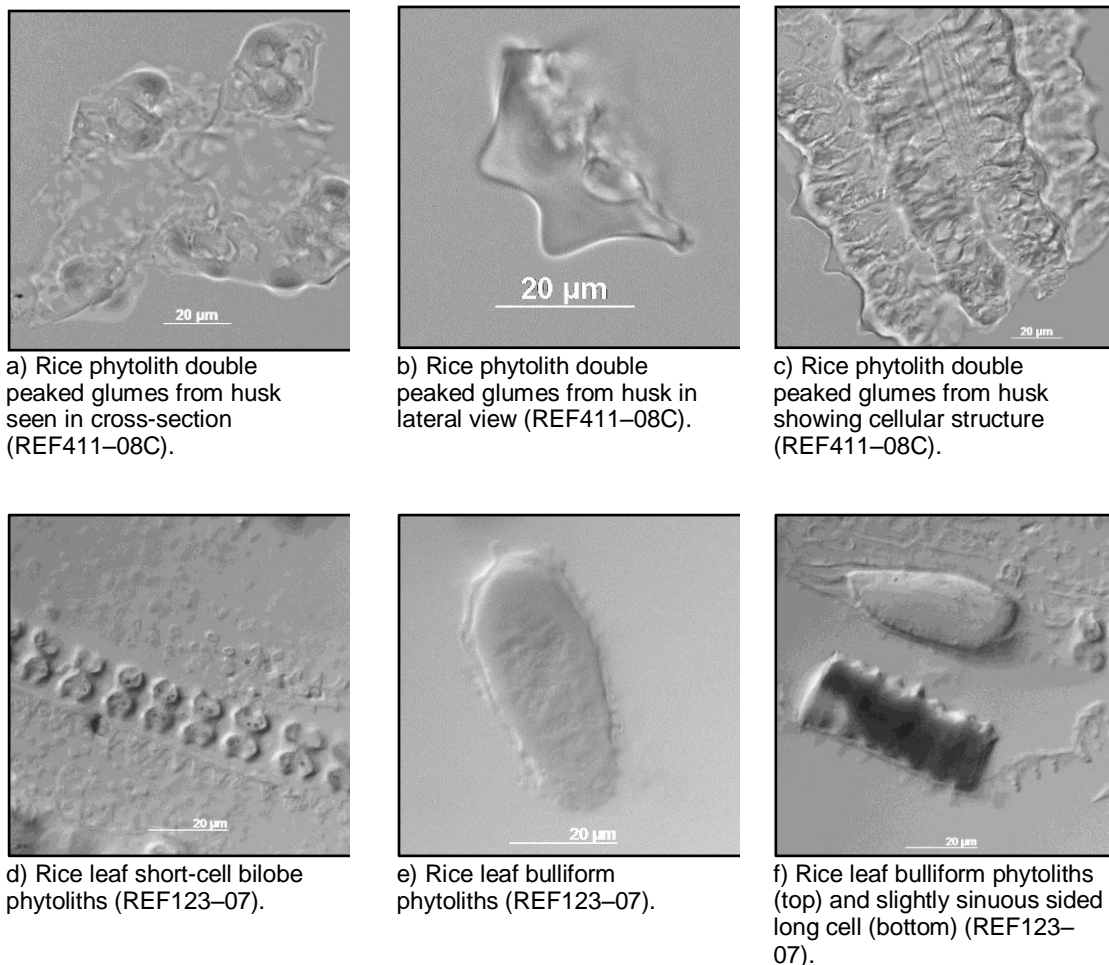 20 µm
20 µm
20 µm
a) Rice phytolith double
peaked glumes from husk
seen in cross-section
(REF411–08C).
b) Rice phytolith double
peaked glumes from husk in
lateral view (REF411–08C).
c) Rice phytolith double
peaked glumes from husk
showing cellular structure
(REF411–08C).
20 µm
20 µm
20 µm
d) Rice leaf short-cell bilobe
phytoliths (REF123–07).
e) Rice leaf bulliform
phytoliths (REF123–07).
f) Rice leaf bulliform phytoliths
(top) and slightly sinuous sided
long cell (bottom) (REF123–
07).